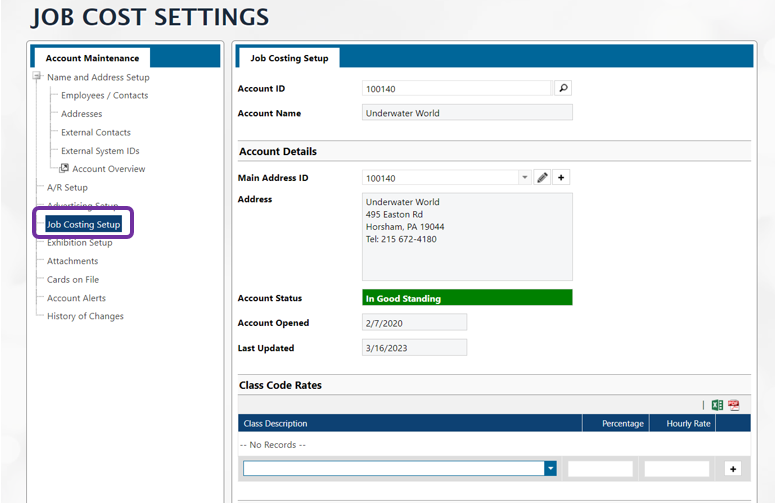 JOB COST SETTINGS
Account Maintenance
Name and Address Setup
Employees / Contacts
Addresses
External Contacts
External System IDs
Account Overview
A/R Setup
Advertising Setup
Job Costing Setup
Exhibition Setup
Attachments
Cards on File
Account Alerts
History of Changes
Job Costing Setup
Account ID 100140
Account Name Underwater World
Account Details
Main Address ID 100140
Address Underwater World
495 Easton Rd
Horsham, PA 19044
Tel: 215 672-4180
Account Status In Good Standing
Account Opened 2/7/2020
Last Updated 3/16/2023
Class Code Rates
Class Description Percentage Hourly Rate
-- No Records --